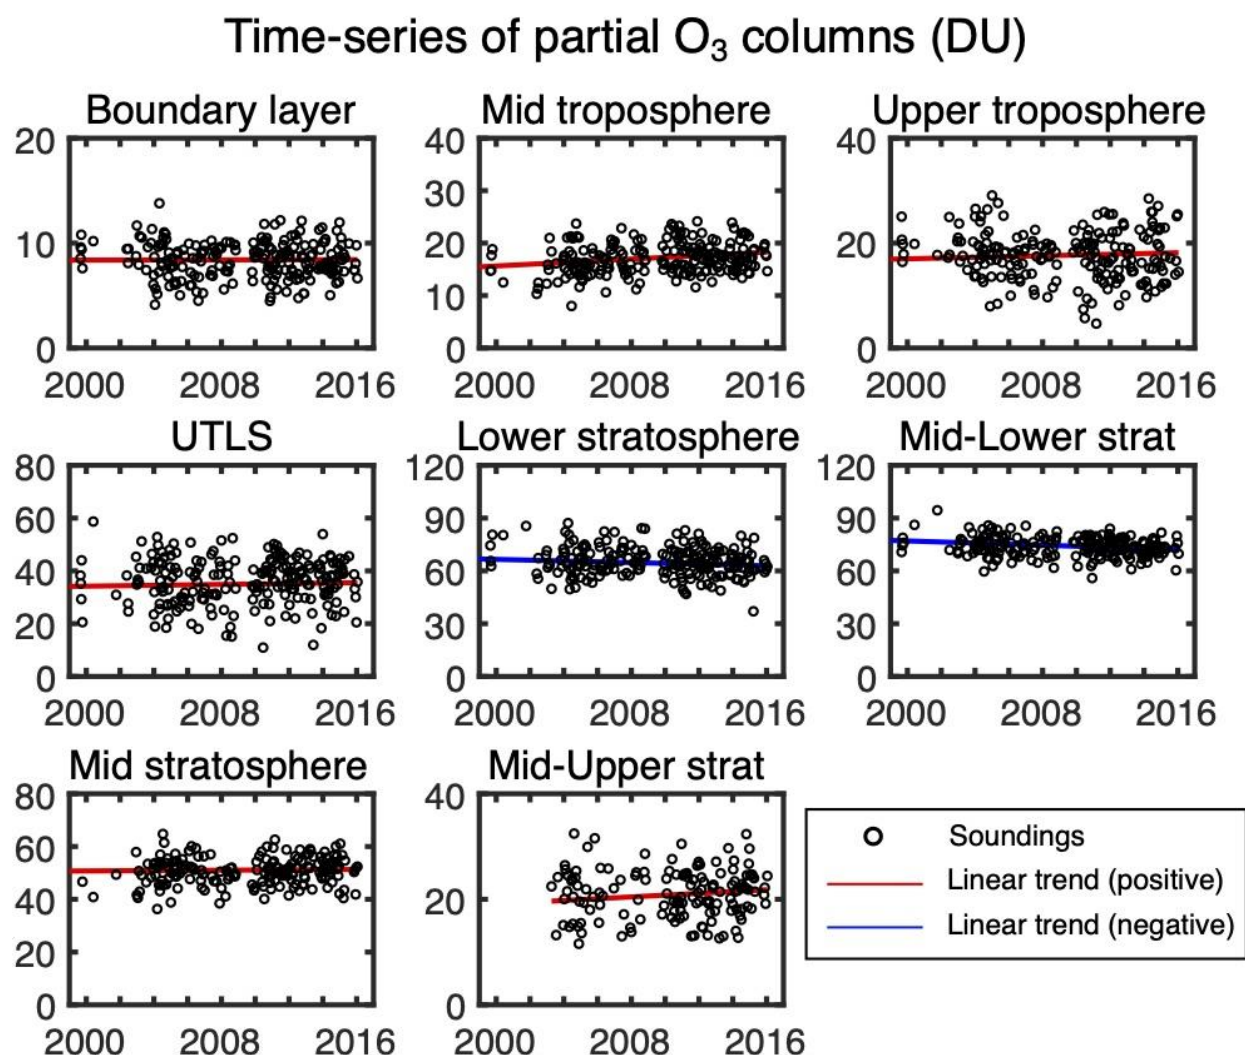 Time-series of partial O₃ columns (DU)
Boundary layer
20
10
0
2000 2008 2016
Mid troposphere
40
30
20
10
0
2000 2008 2016
Upper troposphere
40
20
0
2000 2008 2016
UTLS
80
60
40
20
0
2000 2008 2016
Lower stratosphere
120
90
60
30
0
2000 2008 2016
Mid-Lower strat
120
90
60
30
0
2000 2008 2016
Mid stratosphere
80
60
40
20
0
2000 2008 2016
Mid-Upper strat
40
20
0
2000 2008 2016
Soundings
Linear trend (positive)
Linear trend (negative)